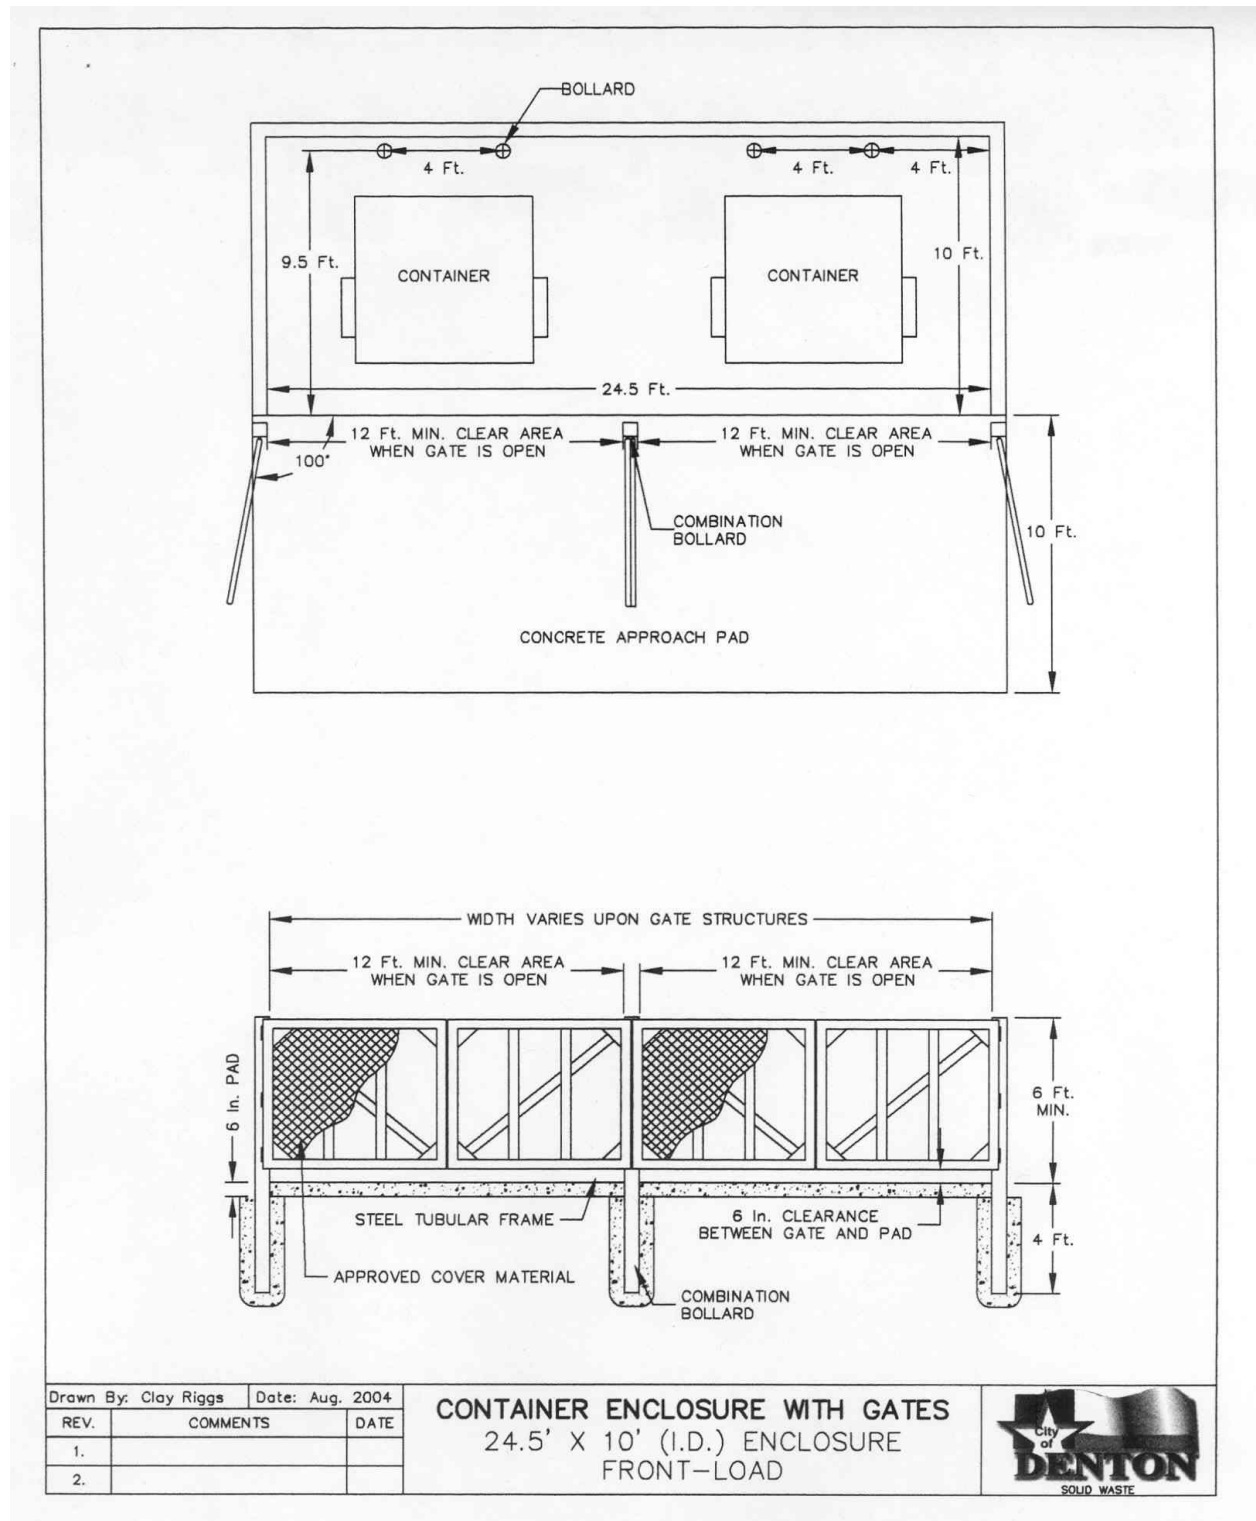 BOLLARD
4 Ft.
4 Ft.
4 Ft.
9.5 Ft.
10 Ft.
CONTAINER
CONTAINER
24.5 Ft.
12 Ft. MIN. CLEAR AREA
WHEN GATE IS OPEN
12 Ft. MIN. CLEAR AREA
WHEN GATE IS OPEN
100°
COMBINATION
BOLLARD
10 Ft.
CONCRETE APPROACH PAD
WIDTH VARIES UPON GATE STRUCTURES
12 Ft. MIN. CLEAR AREA
WHEN GATE IS OPEN
12 Ft. MIN. CLEAR AREA
WHEN GATE IS OPEN
6 In. PAD
6 Ft.
MIN.
STEEL TUBULAR FRAME
6 In. CLEARANCE
BETWEEN GATE AND PAD
4 Ft.
APPROVED COVER MATERIAL
COMBINATION
BOLLARD
Drawn By: Clay Riggs Date: Aug. 2004
REV. COMMENTS DATE
1.
2.
CONTAINER ENCLOSURE WITH GATES
24.5' X 10' (I.D.) ENCLOSURE
FRONT-LOAD
City
of
DENTON
SOLID WASTE